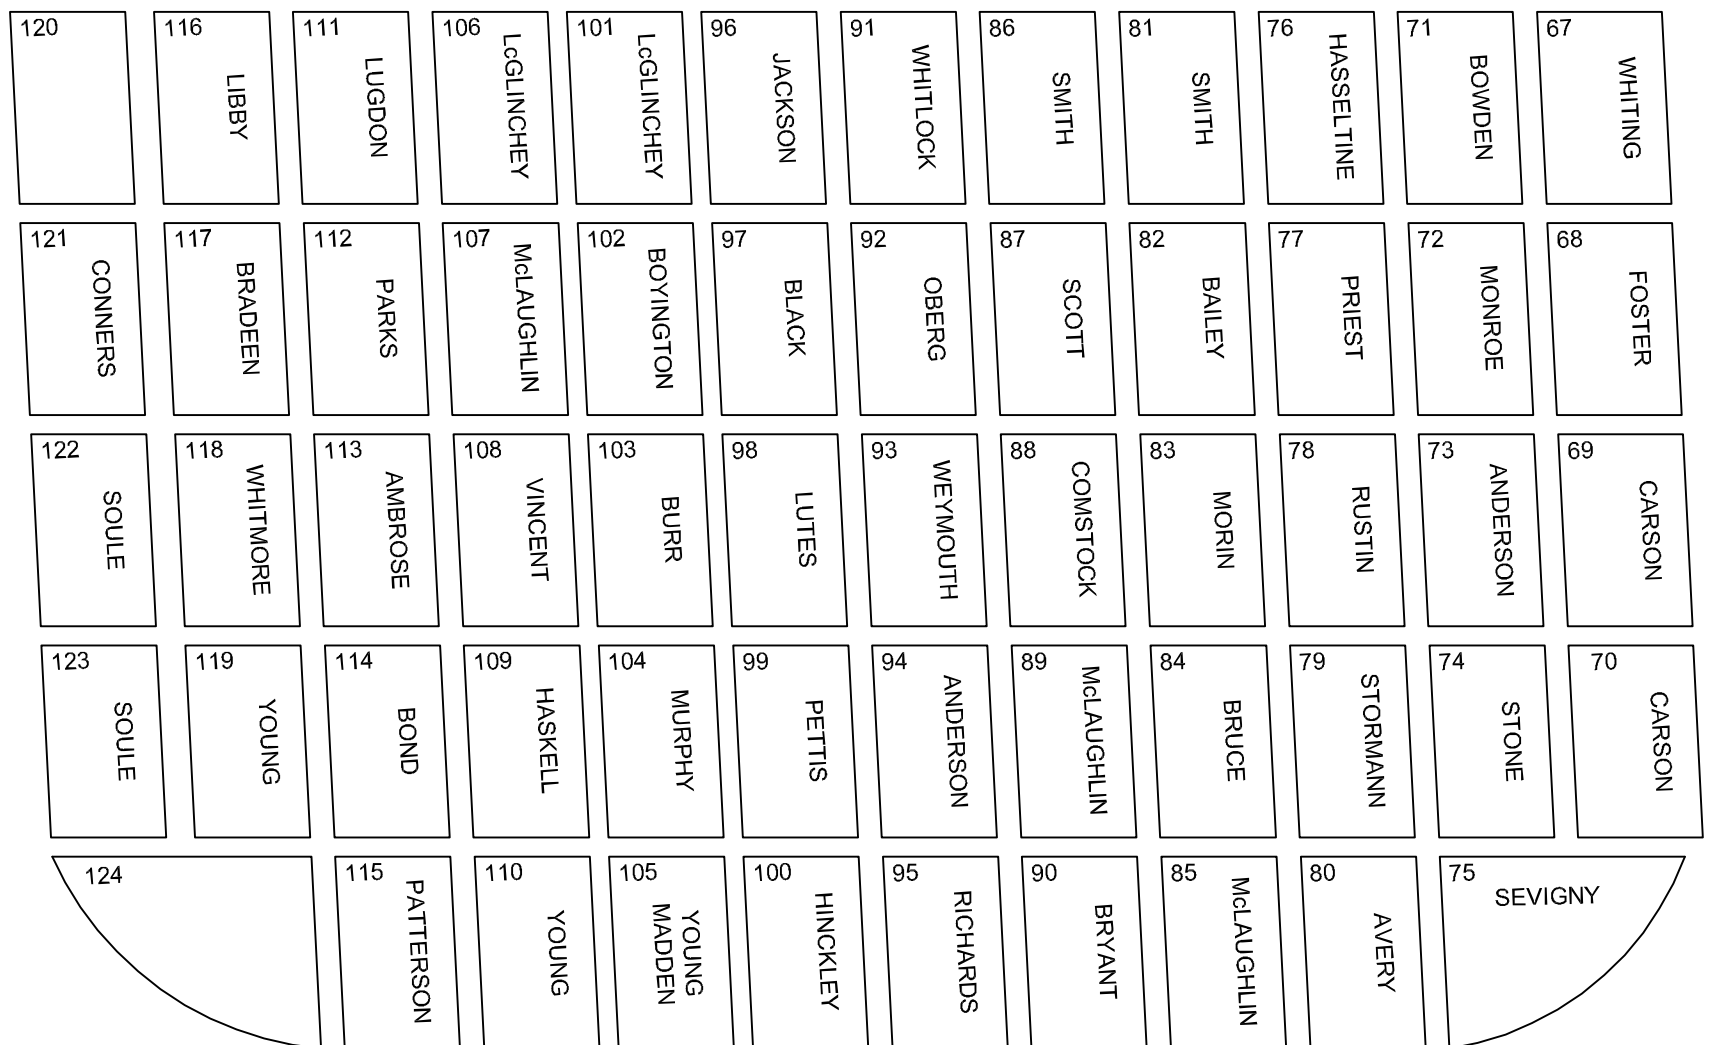 120
116
LIBBY
111
LUGDON
106
LcGLINCHEY
101
LcGLINCHEY
96
JACKSON
91
WHITLOCK
86
SMITH
81
SMITH
76
HASSELTINE
71
BOWDEN
67
WHITING
121
CONNERS
117
BRADEEN
112
PARKS
107
McLAUGHLIN
102
BOYINGTON
97
BLACK
92
OBERG
87
SCOTT
82
BAILEY
77
PRIEST
72
MONROE
68
FOSTER
122
SOULE
118
WHITMORE
113
AMBROSE
108
VINCENT
103
BURR
98
LUTES
93
WEYMOUTH
88
COMSTOCK
83
MORIN
78
RUSTIN
73
ANDERSON
69
CARSON
123
SOULE
119
YOUNG
114
BOND
109
HASKELL
104
MURPHY
99
PETTIS
94
ANDERSON
89
McLAUGHLIN
84
BRUCE
79
STORMANN
74
STONE
70
CARSON
124
115
PATTERSON
110
YOUNG
105
YOUNG
MADDEN
100
HINCKLEY
95
RICHARDS
90
BRYANT
85
McLAUGHLIN
80
AVERY
75
SEVIGNY